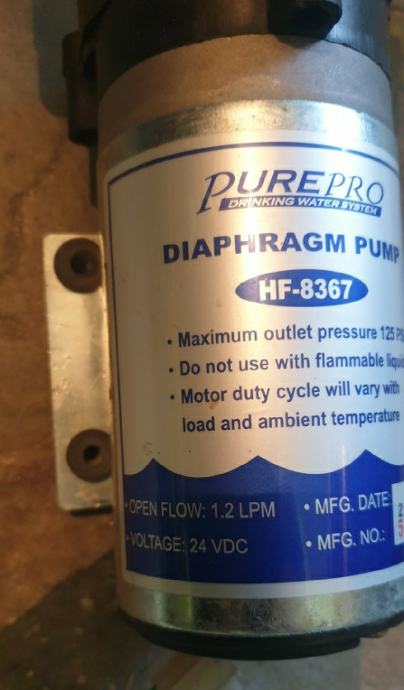 PUREPRO
DRINKING WATER SYSTEM
DIAPHRAGM PUMP
HF-8367
• Maximum outlet pressure 125
• Do not use with flammable
• Motor duty cycle will vary with
load and ambient temperature
• OPEN FLOW: 1.2 LPM • MFG. DATE:
• VOLTAGE: 24 VDC • MFG. NO.: